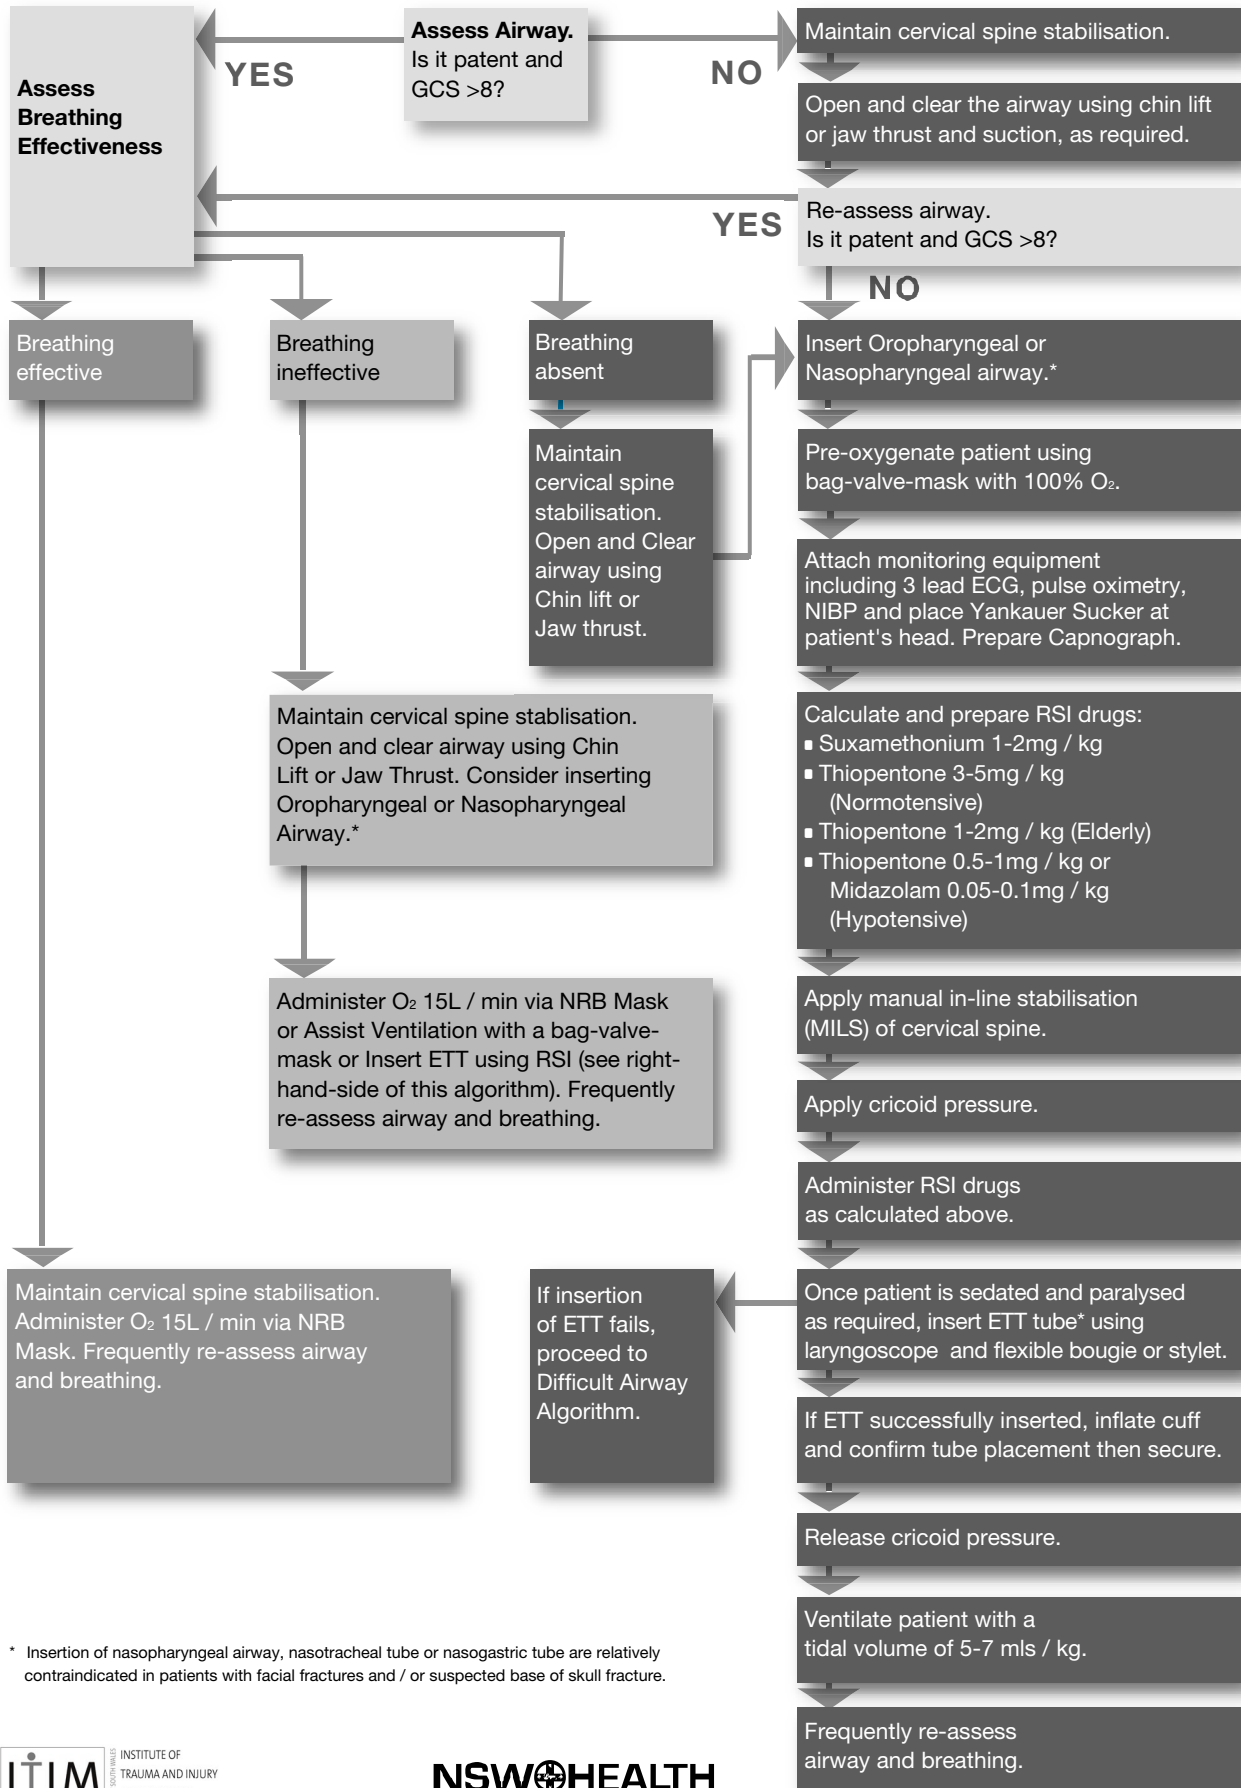 Assess Airway.
Is it patent and
GCS >8?
YES
NO
Assess
Breathing
Effectiveness
Maintain cervical spine stabilisation.
Open and clear the airway using chin lift
or jaw thrust and suction, as required.
YES
Re-assess airway.
Is it patent and GCS >8?
NO
Breathing
effective
Breathing
ineffective
Breathing
absent
Maintain
cervical spine
stabilisation.
Open and Clear
airway using
Chin lift or
Jaw thrust.
Insert Oropharyngeal or
Nasopharyngeal airway.*
Pre-oxygenate patient using
bag-valve-mask with 100% O₂.
Attach monitoring equipment
including 3 lead ECG, pulse oximetry,
NIBP and place Yankauer Sucker at
patient's head. Prepare Capnograph.
Maintain cervical spine stablisation.
Open and clear airway using Chin
Lift or Jaw Thrust. Consider inserting
Oropharyngeal or Nasopharyngeal
Airway.*
Calculate and prepare RSI drugs:
▪ Suxamethonium 1-2mg / kg
▪ Thiopentone 3-5mg / kg
(Normotensive)
▪ Thiopentone 1-2mg / kg (Elderly)
▪ Thiopentone 0.5-1mg / kg or
Midazolam 0.05-0.1mg / kg
(Hypotensive)
Administer O₂ 15L / min via NRB Mask
or Assist Ventilation with a bag-valve-
mask or Insert ETT using RSI (see right-
hand-side of this algorithm). Frequently
re-assess airway and breathing.
Apply manual in-line stabilisation
(MILS) of cervical spine.
Apply cricoid pressure.
Administer RSI drugs
as calculated above.
Maintain cervical spine stabilisation.
Administer O₂ 15L / min via NRB
Mask. Frequently re-assess airway
and breathing.
If insertion
of ETT fails,
proceed to
Difficult Airway
Algorithm.
Once patient is sedated and paralysed
as required, insert ETT tube* using
laryngoscope and flexible bougie or stylet.
If ETT successfully inserted, inflate cuff
and confirm tube placement then secure.
Release cricoid pressure.
Ventilate patient with a
tidal volume of 5-7 mls / kg.
Frequently re-assess
airway and breathing.
* Insertion of nasopharyngeal airway, nasotracheal tube or nasogastric tube are relatively
contraindicated in patients with facial fractures and / or suspected base of skull fracture.
ITIM
INSTITUTE OF
TRAUMA AND INJURY
NSW HEALTH